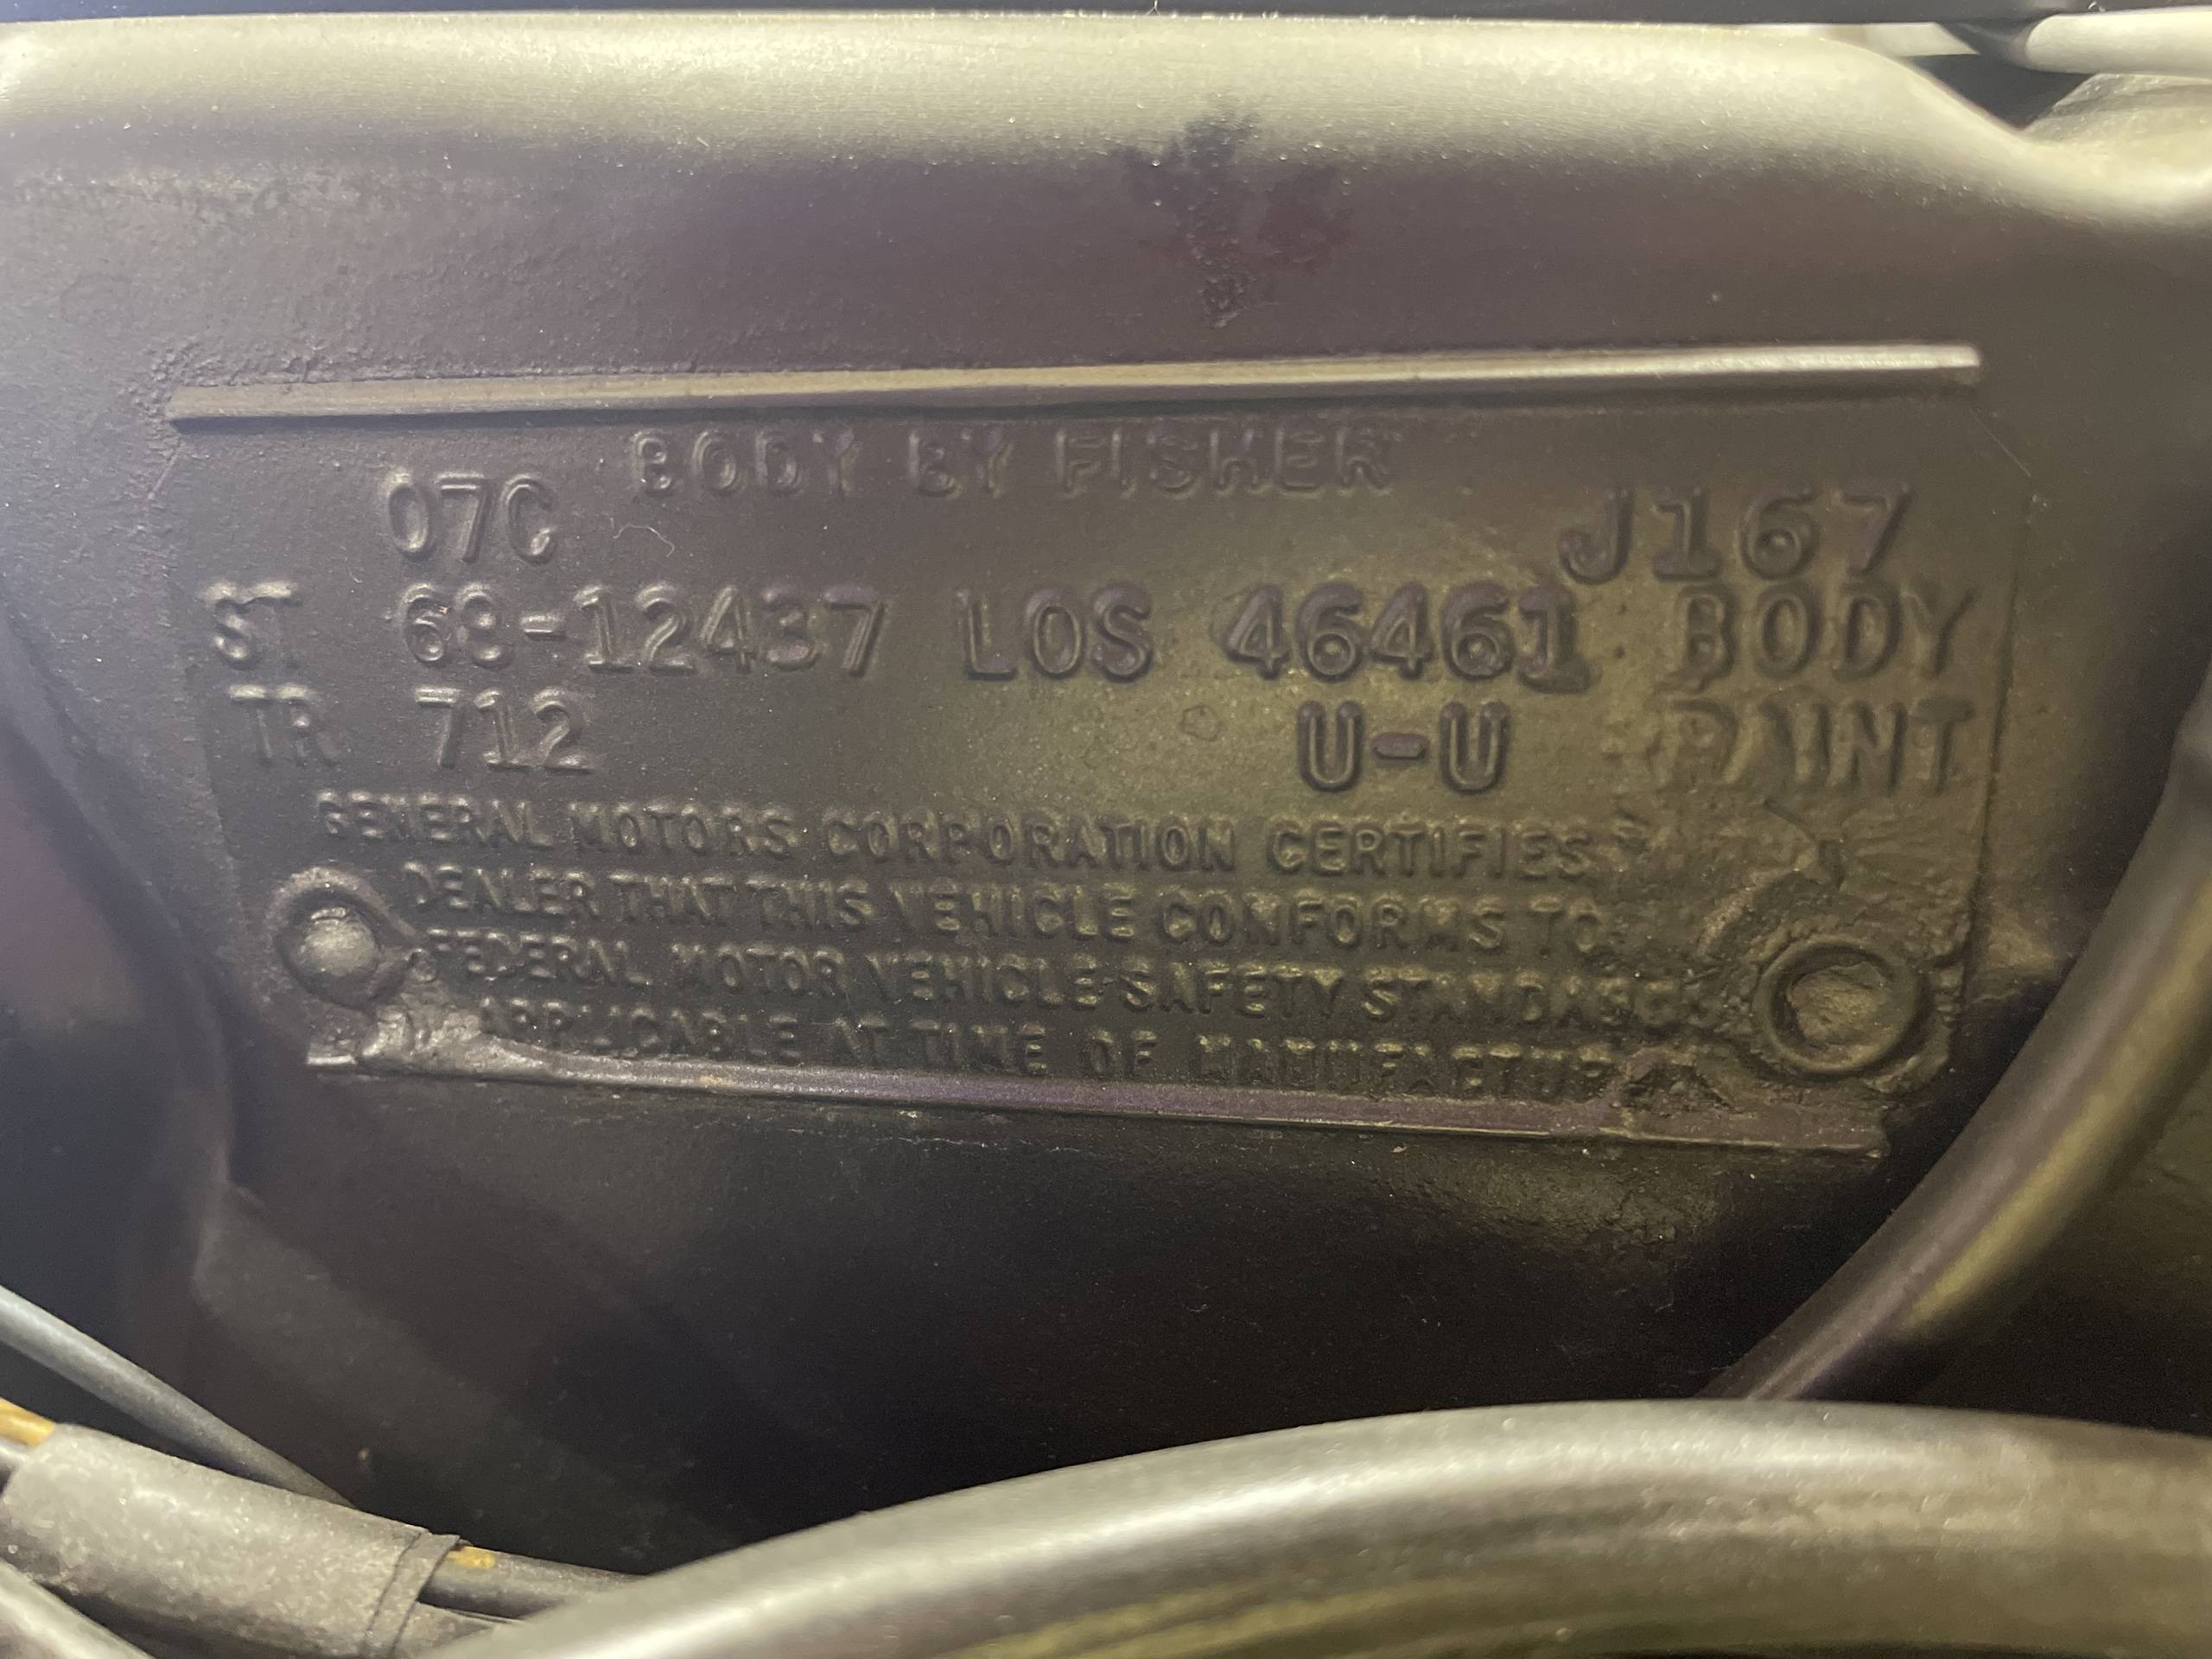 BODY BY FISHER
07C J167
ST 68-12437 LOS 46461 BODY
TR 712 U-U PAINT
GENERAL MOTORS CORPORATION CERTIFIES
DEALER THAT THIS VEHICLE CONFORMS TO
FEDERAL MOTOR VEHICLE SAFETY STANDARDS
APPLICABLE AT TIME OF MANUFACTURE